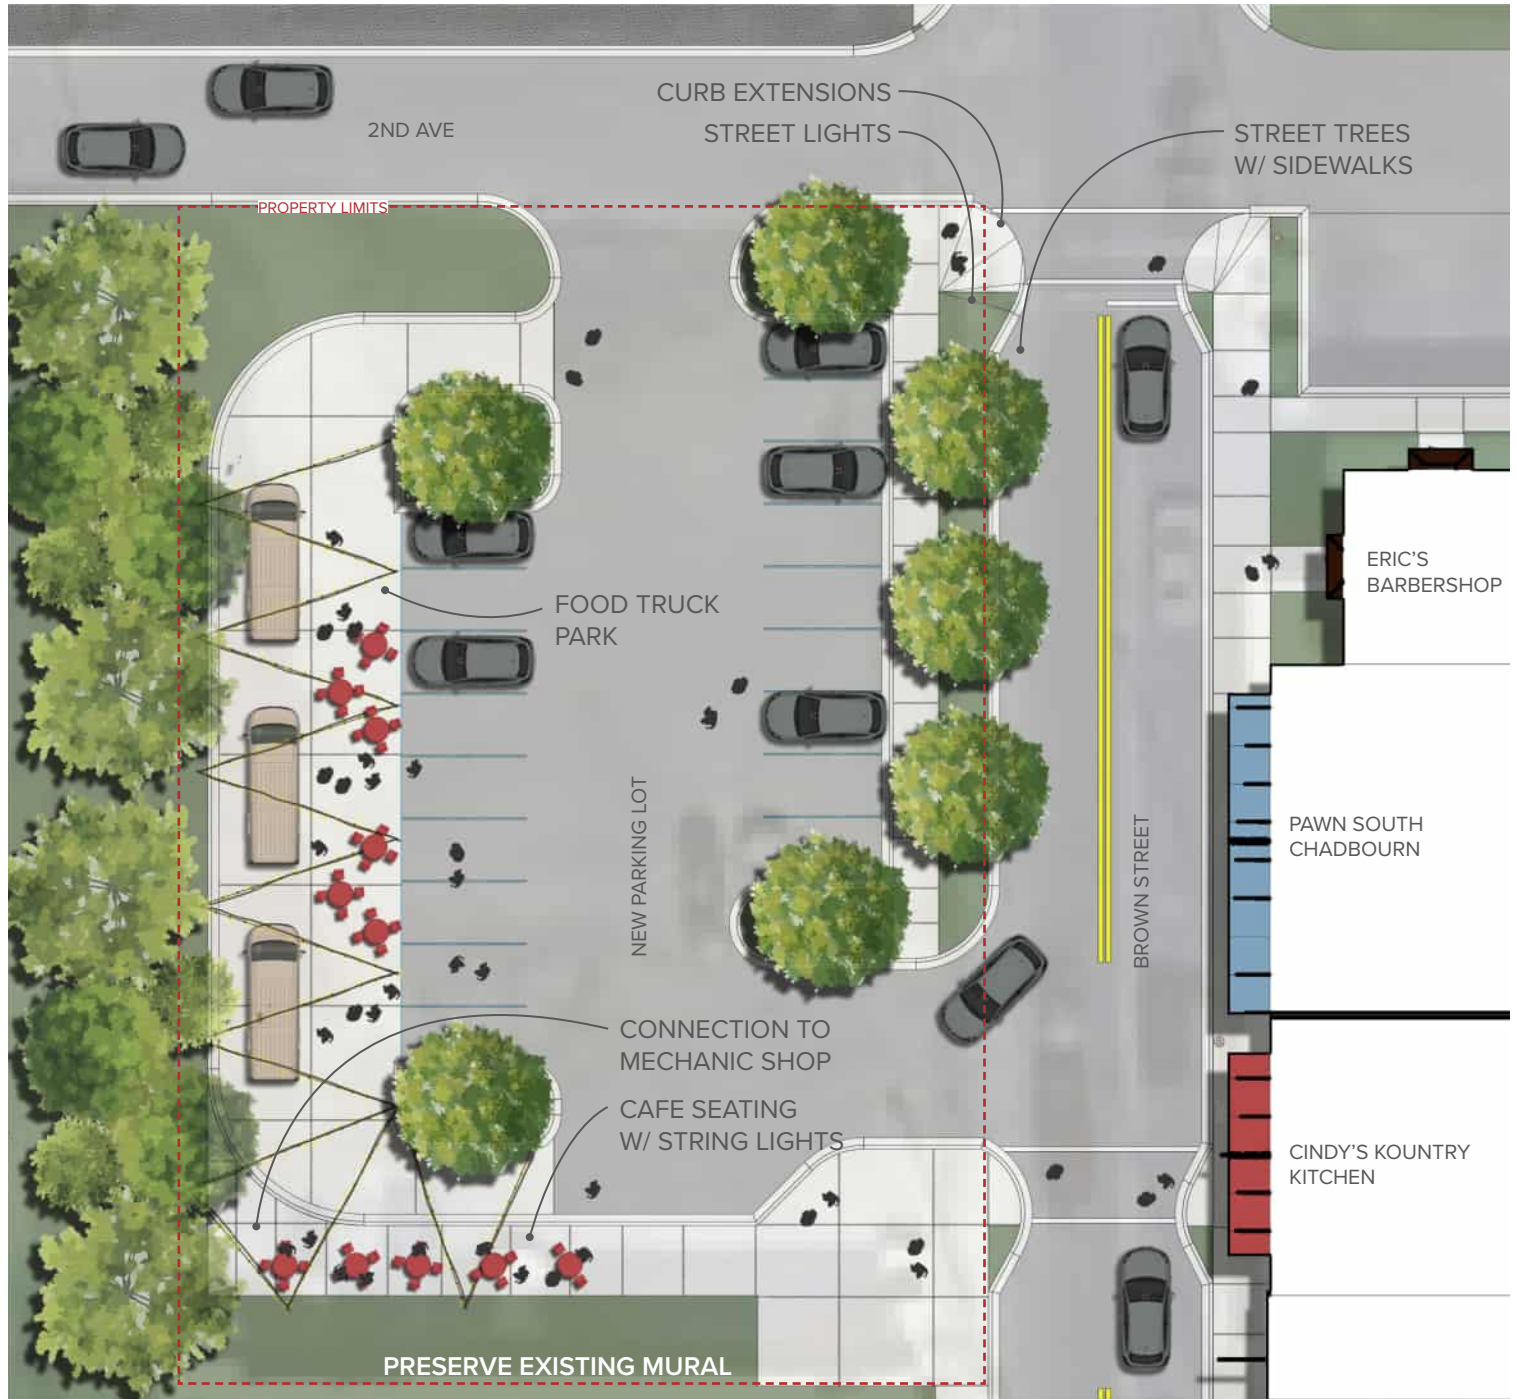 CURB EXTENSIONS
2ND AVE
STREET LIGHTS
STREET TREES
W/ SIDEWALKS
PROPERTY LIMITS
ERIC'S
BARBERSHOP
FOOD TRUCK
PARK
NEW PARKING LOT
BROWN STREET
PAWN SOUTH
CHADBOURN
CONNECTION TO
MECHANIC SHOP
CAFE SEATING
W/ STRING LIGHTS
CINDY'S KOUNTRY
KITCHEN
PRESERVE EXISTING MURAL